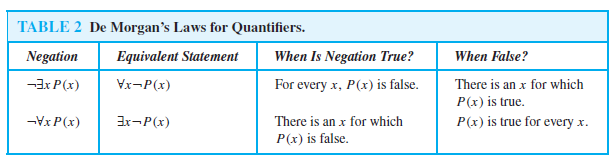 TABLE 2 De Morgan's Laws for Quantifiers.
Negation Equivalent Statement When Is Negation True? When False?
¬∃xP(x) ∀x¬P(x) For every x, P(x) is false. There is an x for which
P(x) is true.
¬∀xP(x) ∃x¬P(x) There is an x for which P(x) is true for every x.
P(x) is false.